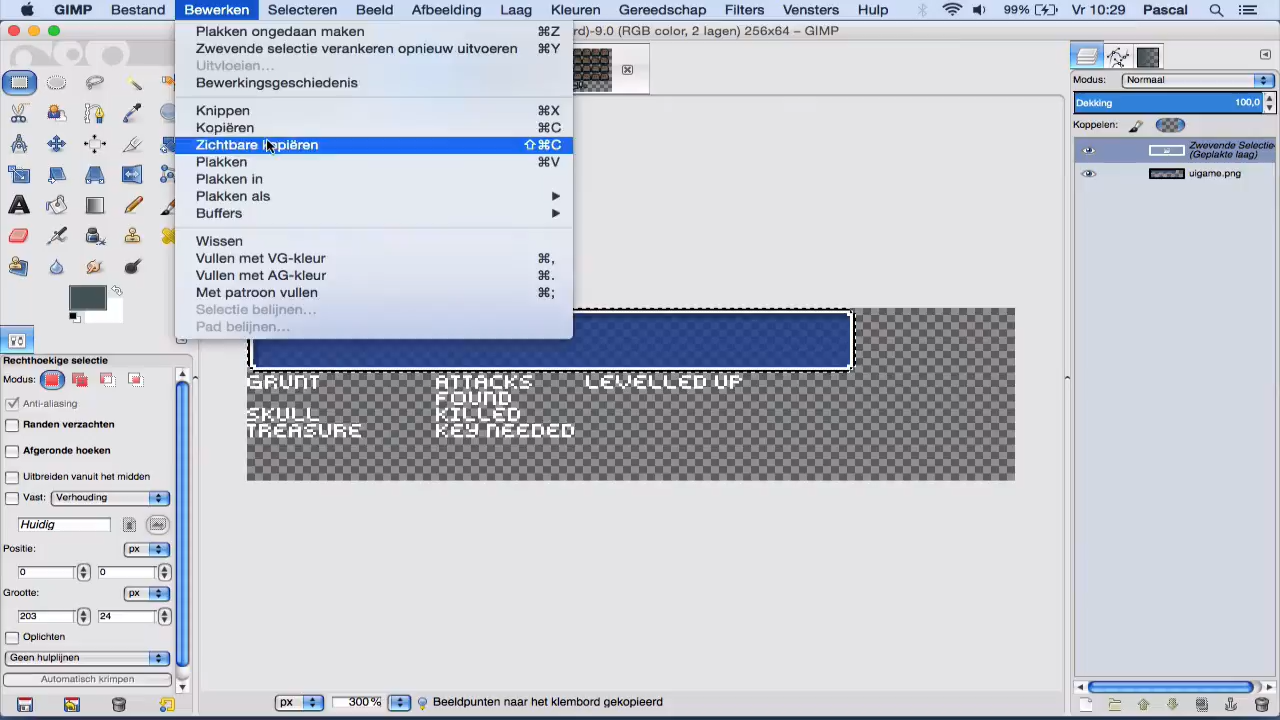 GIMP Bestand Bewerken Selecteren Beeld Afbeelding Laag Kleuren Gereedschap Filters Vensters Hulp 99% Vr 10:29 Pascal
rd)-9.0 (RGB color, 2 lagen) 256x64 – GIMP
Plakken ongedaan maken ⌘Z
Zwevende selectie verankeren opnieuw uitvoeren ⌘Y
Uitvloeien…
Bewerkingsgeschiedenis
Knippen ⌘X
Kopiëren ⌘C
Zichtbare kopiëren ⇧⌘C
Plakken ⌘V
Plakken in
Plakken als
Buffers
Wissen
Vullen met VG-kleur ⌘,
Vullen met AG-kleur ⌘.
Met patroon vullen ⌘;
Selectie belijnen…
Pad belijnen…
Modus: Normaal
Dekking 100,0
Koppelen:
Zwevende Selectie
(Geplakte laag)
uigame.png
GRUNT ATTACKS LEVELLED UP
FOUND
SKULL KILLED
TREASURE KEY NEEDED
Rechthoekige selectie
Modus:
Anti-aliasing
Randen verzachten
Afgeronde hoeken
Uitbreiden vanuit het midden
Vast: Verhouding
Huidig
Positie: px
0 0
Grootte: px
203 24
Oplichten
Geen hulplijnen
Automatisch krimpen
px 300% Beeldpunten naar het klembord gekopieerd